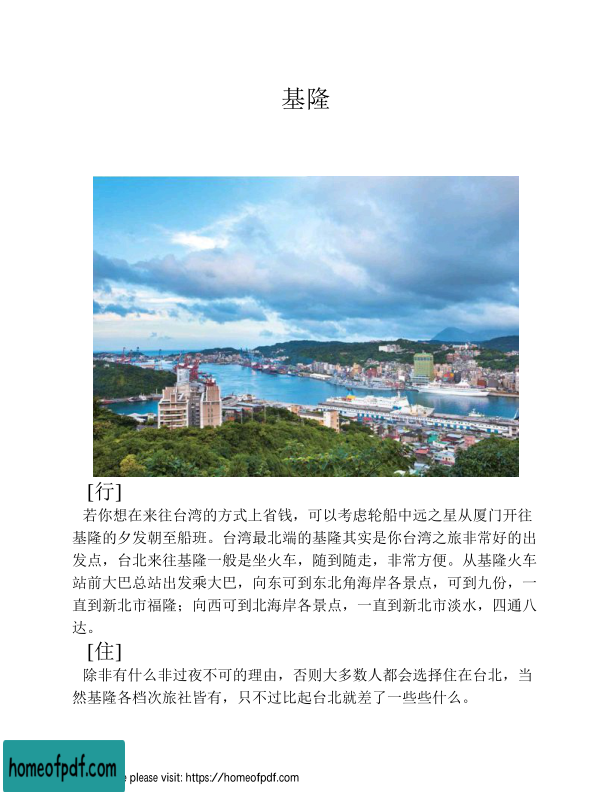 基隆
[行]
若你想在来往台湾的方式上省钱，可以考虑轮船中远之星从厦门开往
基隆的夕发朝至船班。台湾最北端的基隆其实是你台湾之旅非常好的出
发点，台北来往基隆一般是坐火车，随到随走，非常方便。从基隆火车
站前大巴总站出发乘大巴，向东可到东北角海岸各景点，可到九份，一
直到新北市福隆；向西可到北海岸各景点，一直到新北市淡水，四通八
达。
[住]
除非有什么非过夜不可的理由，否则大多数人都会选择住在台北，当
然基隆各档次旅社皆有，只不过比起台北就差了一些些什么。
homeofpdf.com
please visit: https://homeofpdf.com